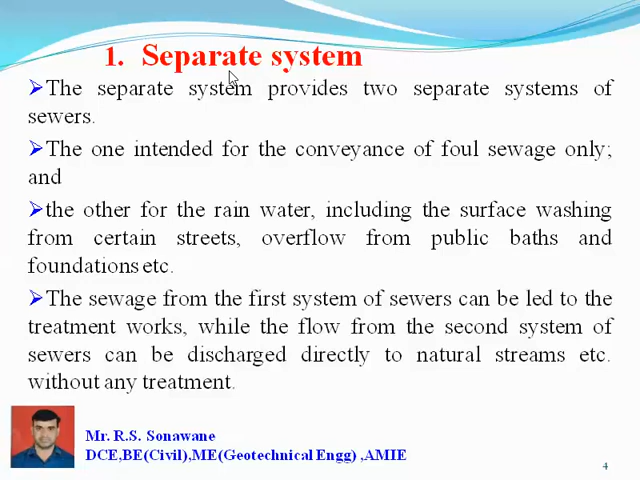 1. Separate system
➢The separate system provides two separate systems of
sewers.
➢The one intended for the conveyance of foul sewage only;
and
➢the other for the rain water, including the surface washing
from certain streets, overflow from public baths and
foundations etc.
➢The sewage from the first system of sewers can be led to the
treatment works, while the flow from the second system of
sewers can be discharged directly to natural streams etc.
without any treatment.
Mr. R.S. Sonawane
DCE,BE(Civil),ME(Geotechnical Engg) ,AMIE
4